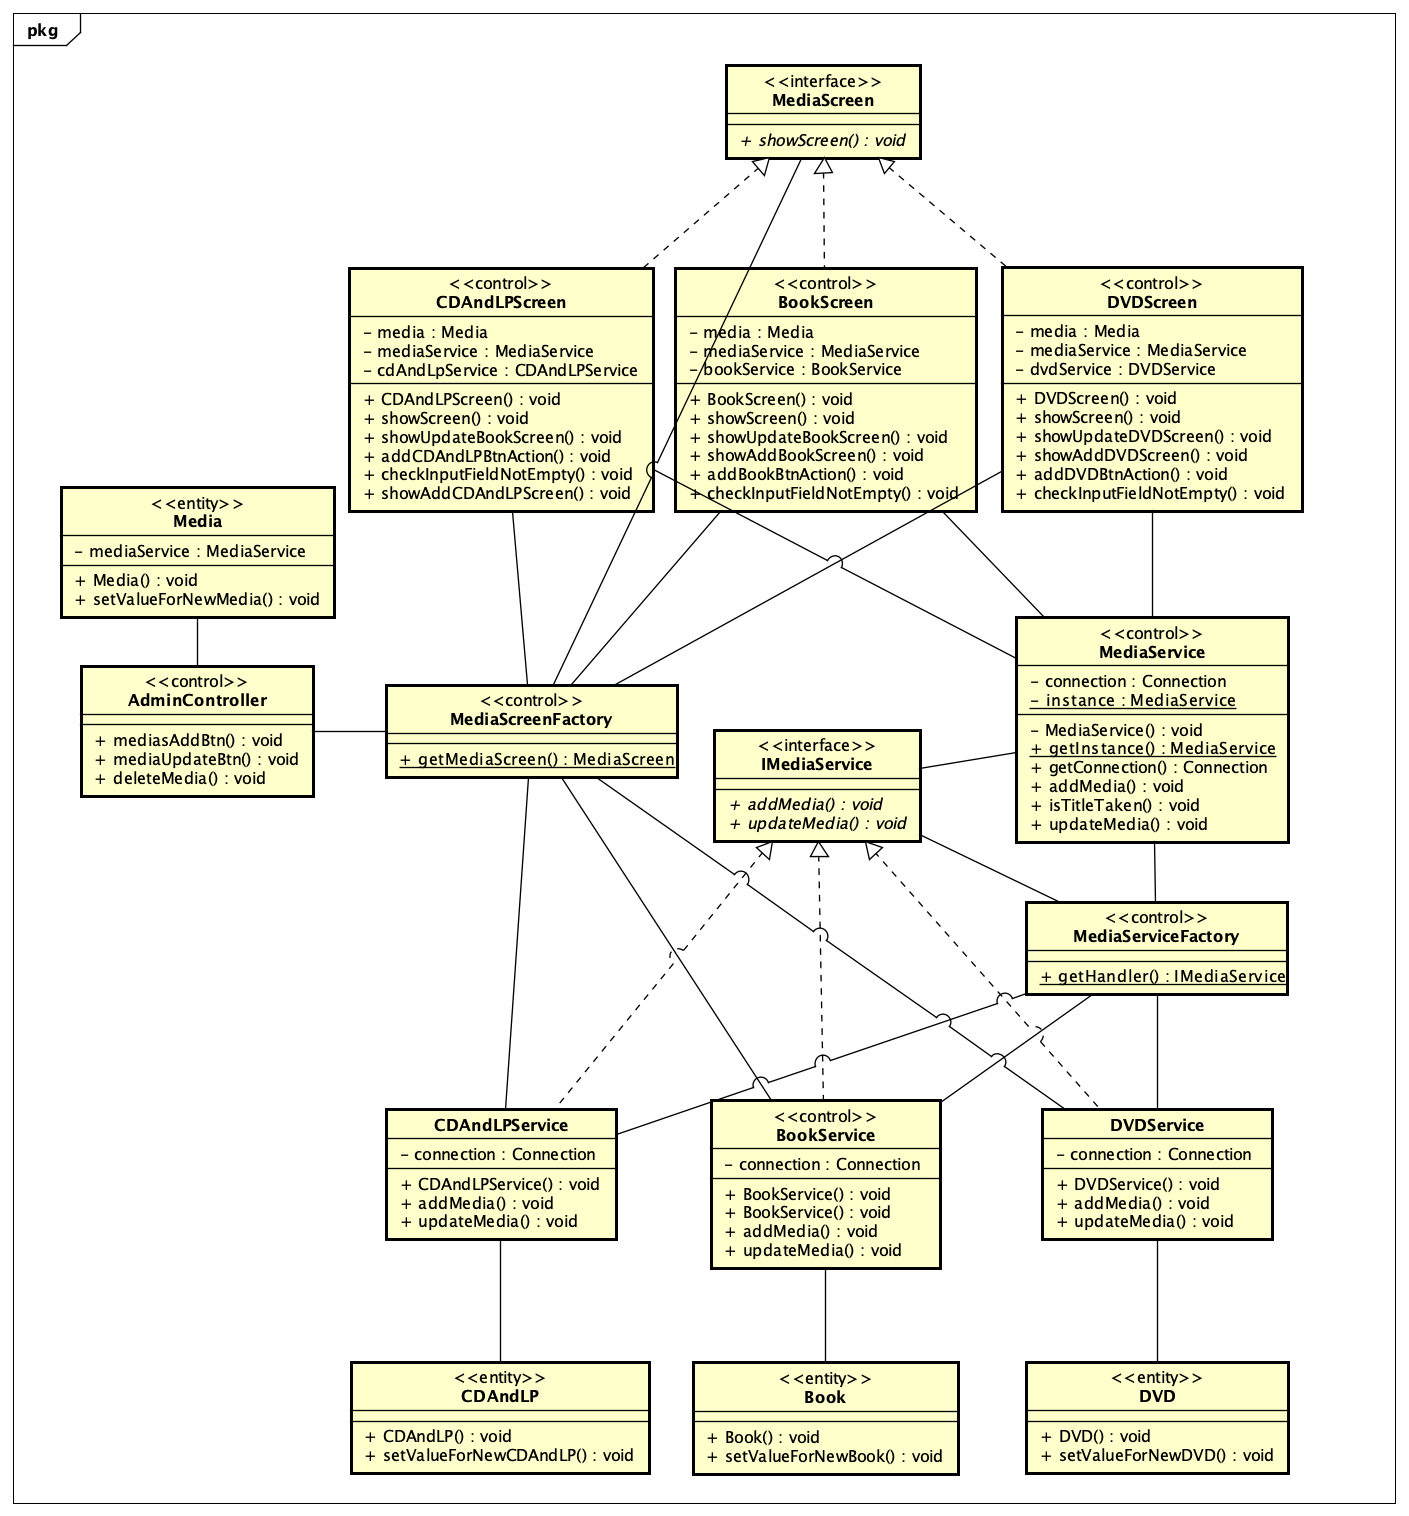 pkg
<<interface>>
MediaScreen
+ showScreen() : void
<<control>>
CDAndLPScreen
– media : Media
– mediaService : MediaService
– cdAndLpService : CDAndLPService
+ CDAndLPScreen() : void
+ showScreen() : void
+ showUpdateBookScreen() : void
+ addCDAndLPBtnAction() : void
+ checkInputFieldNotEmpty() : void
+ showAddCDAndLPScreen() : void
<<control>>
BookScreen
– media : Media
– mediaService : MediaService
– bookService : BookService
+ BookScreen() : void
+ showScreen() : void
+ showUpdateBookScreen() : void
+ showAddBookScreen() : void
+ addBookBtnAction() : void
+ checkInputFieldNotEmpty() : void
<<control>>
DVDScreen
– media : Media
– mediaService : MediaService
– dvdService : DVDService
+ DVDScreen() : void
+ showScreen() : void
+ showUpdateDVDScreen() : void
+ showAddDVDScreen() : void
+ addDVDBtnAction() : void
+ checkInputFieldNotEmpty() : void
<<entity>>
Media
– mediaService : MediaService
+ Media() : void
+ setValueForNewMedia() : void
<<control>>
AdminController
+ mediasAddBtn() : void
+ mediaUpdateBtn() : void
+ deleteMedia() : void
<<control>>
MediaScreenFactory
+ getMediaScreen() : MediaScreen
<<interface>>
IMediaService
+ addMedia() : void
+ updateMedia() : void
<<control>>
MediaService
– connection : Connection
– instance : MediaService
– MediaService() : void
+ getInstance() : MediaService
+ getConnection() : Connection
+ addMedia() : void
+ isTitleTaken() : void
+ updateMedia() : void
<<control>>
MediaServiceFactory
+ getHandler() : IMediaService
CDAndLPService
– connection : Connection
+ CDAndLPService() : void
+ addMedia() : void
+ updateMedia() : void
<<control>>
BookService
– connection : Connection
+ BookService() : void
+ BookService() : void
+ addMedia() : void
+ updateMedia() : void
DVDService
– connection : Connection
+ DVDService() : void
+ addMedia() : void
+ updateMedia() : void
<<entity>>
CDAndLP
+ CDAndLP() : void
+ setValueForNewCDAndLP() : void
<<entity>>
Book
+ Book() : void
+ setValueForNewBook() : void
<<entity>>
DVD
+ DVD() : void
+ setValueForNewDVD() : void